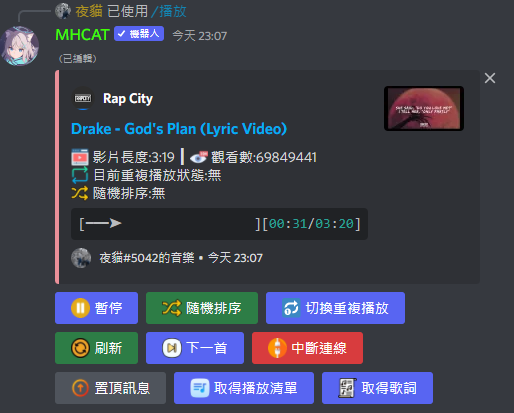 夜貓 已使用 /播放
MHCAT ✓ 機器人 今天 23:07
(已編輯)
Rap City
Drake - God's Plan (Lyric Video)
影片長度:3:19 | 觀看數:69849441
目前重複播放狀態:無
隨機排序:無
[──➤ ][00:31/03:20]
夜貓#5042的音樂 • 今天 23:07
暫停 隨機排序 切換重複播放
刷新 下一首 中斷連線
置頂訊息 取得播放清單 取得歌詞